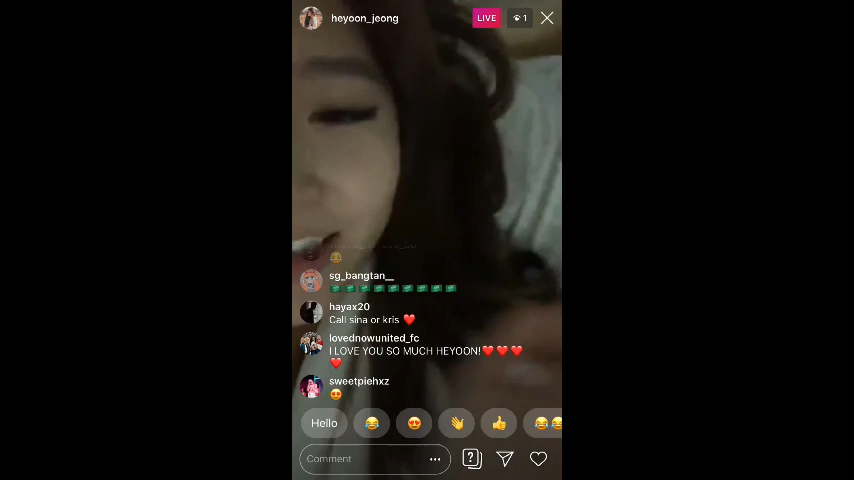 heyoon_jeong
LIVE
1
sg_bangtan__
hayax20
Call sina or kris ❤️
lovednowunited_fc
I LOVE YOU SO MUCH HEYOON!❤️❤️❤️
❤️
sweetpiehxz
😍
Hello 😂 😍 👋 👍 😂😂
Comment